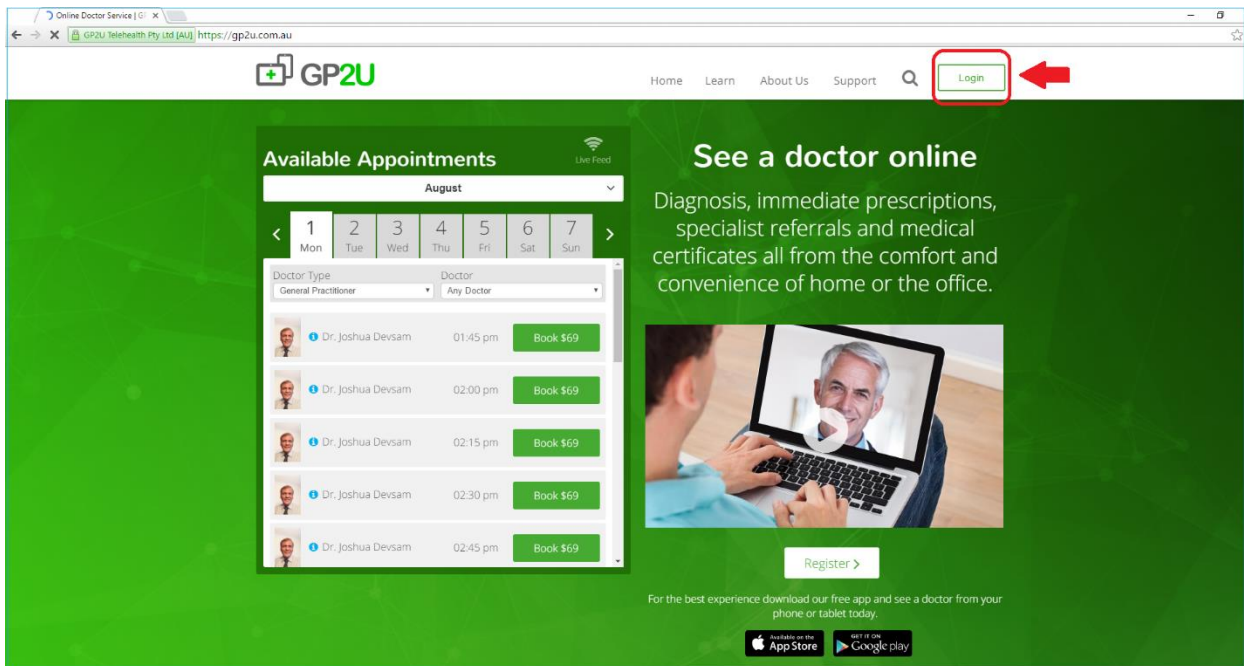 Online Doctor Service | G
GP2U Telehealth Pty Ltd [AU] https://gp2u.com.au
GP2U
Home Learn About Us Support Login
Available Appointments
Live Feed
August
1 2 3 4 5 6 7
Mon Tue Wed Thu Fri Sat Sun
Doctor Type Doctor
General Practitioner Any Doctor
Dr. Joshua Devsam 01:45 pm Book $69
Dr. Joshua Devsam 02:00 pm Book $69
Dr. Joshua Devsam 02:15 pm Book $69
Dr. Joshua Devsam 02:30 pm Book $69
Dr. Joshua Devsam 02:45 pm Book $69
See a doctor online
Diagnosis, immediate prescriptions,
specialist referrals and medical
certificates all from the comfort and
convenience of home or the office.
Register
For the best experience download our free app and see a doctor from your
phone or tablet today.
Available on the
App Store
GET IT ON
Google play